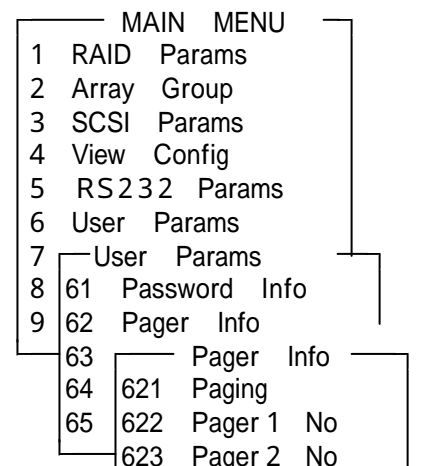 MAIN MENU
1 RAID Params
2 Array Group
3 SCSI Params
4 View Config
5 RS232 Params
6 User Params
7 User Params
8 61 Password Info
9 62 Pager Info
63 Pager Info
64 621 Paging
65 622 Pager 1 No
623 Pager 2 No